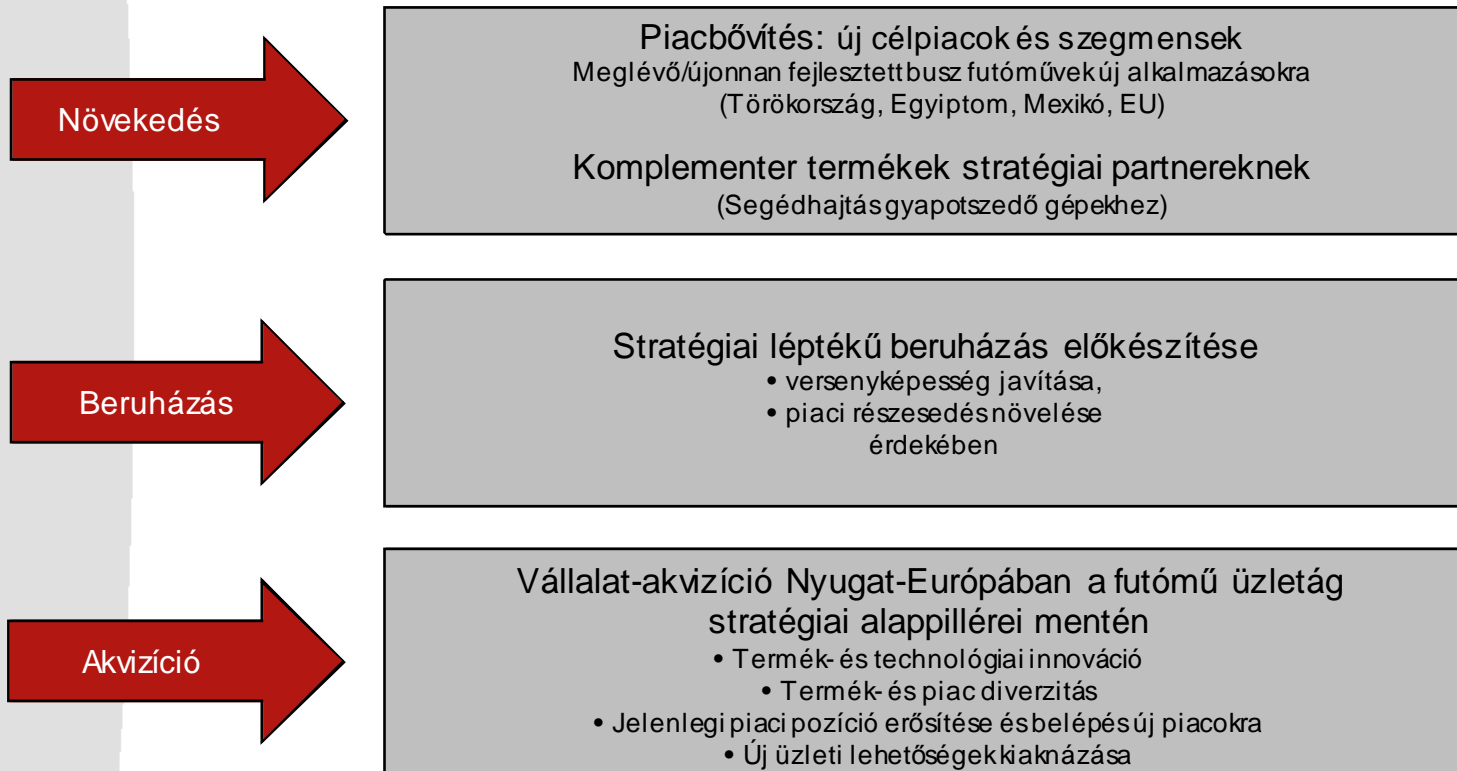 Növekedés
Piacbővítés: új célpiacok és szegmensek
Meglévő/újonnan fejlesztett busz futóművek új alkalmazásokra
(Törökország, Egyiptom, Mexikó, EU)
Komplementer termékek stratégiai partnereknek
(Segédhajtás gyapotszedő gépekhez)
Beruházás
Stratégiai léptékű beruházás előkészítése
• versenyképesség javítása,
• piaci részesedés növelése
érdekében
Akvizíció
Vállalat-akvizíció Nyugat-Európában a futómű üzletág
stratégiai alappillérei mentén
• Termék- és technológiai innováció
• Termék- és piac diverzitás
• Jelenlegi piaci pozíció erősítése és belépés új piacokra
• Új üzleti lehetőségek kiaknázása